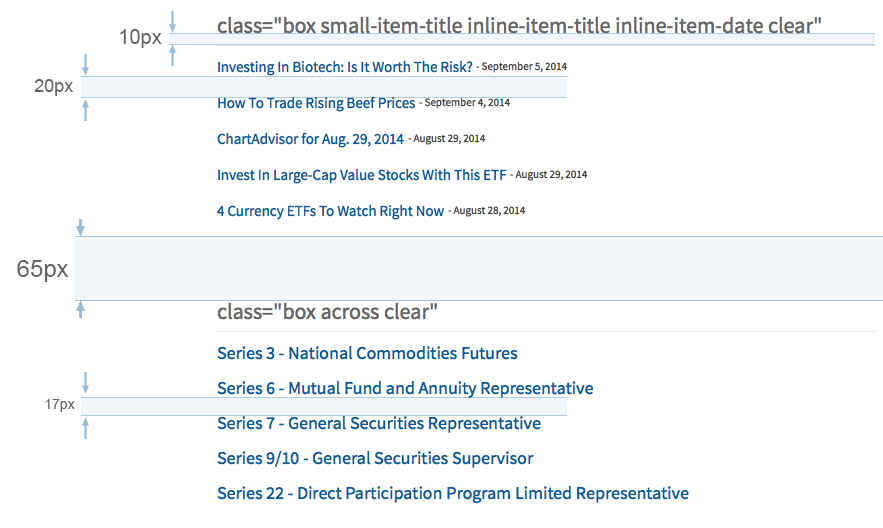 class="box small-item-title inline-item-title inline-item-date clear"
10px
Investing In Biotech: Is It Worth The Risk? - September 5, 2014
20px
How To Trade Rising Beef Prices - September 4, 2014
ChartAdvisor for Aug. 29, 2014 - August 29, 2014
Invest In Large-Cap Value Stocks With This ETF - August 29, 2014
4 Currency ETFs To Watch Right Now - August 28, 2014
65px
class="box across clear"
Series 3 - National Commodities Futures
Series 6 - Mutual Fund and Annuity Representative
17px
Series 7 - General Securities Representative
Series 9/10 - General Securities Supervisor
Series 22 - Direct Participation Program Limited Representative